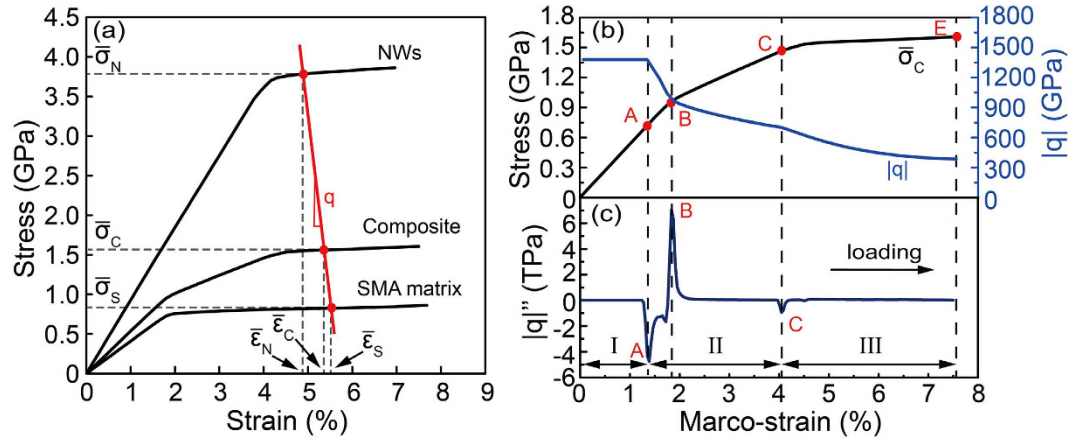 (a)
4.5
4.0
3.5
3.0
2.5
2.0
1.5
1.0
0.5
0
Stress (GPa)
σ̅N
σ̅C
σ̅S
NWs
q
Composite
SMA matrix
ε̅N
ε̅C
ε̅S
0 1 2 3 4 5 6 7 8 9
Strain (%)
(b)
1.5
1.2
0.9
0.6
0.3
0
Stress (GPa)
A
B
C
E
σ̅C
|q|
1800
1500
1200
900
600
300
0
|q| (GPa)
(c)
6
4
2
0
-2
-4
-6
|q|” (TPa)
B
A
C
loading
I II III
0 1 2 3 4 5 6 7 8
Marco-strain (%)